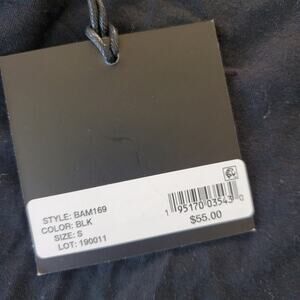 STYLE: BAM169
COLOR: BLK
SIZE: S
LOT: 190011
1 95170 03543 0
$55.00